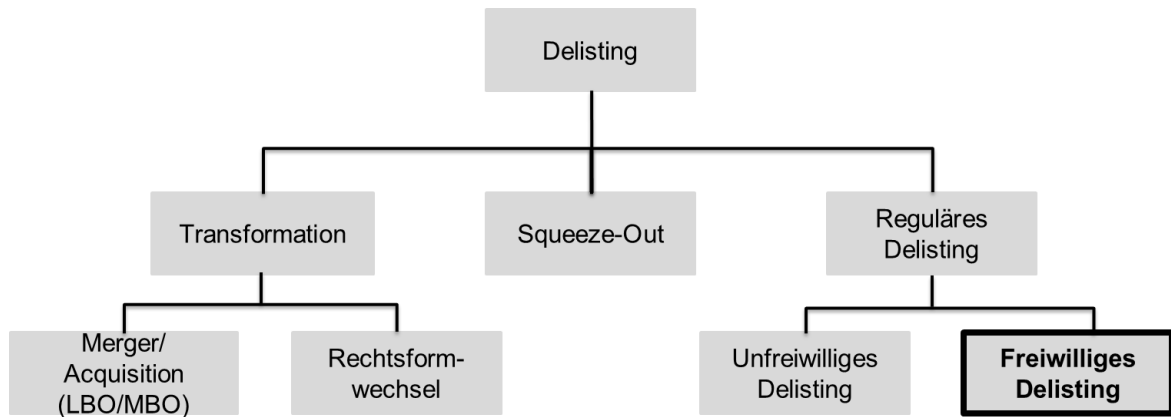 Delisting
Transformation
Squeeze-Out
Reguläres
Delisting
Merger/
Acquisition
(LBO/MBO)
Rechtsform-
wechsel
Unfreiwilliges
Delisting
Freiwilliges
Delisting